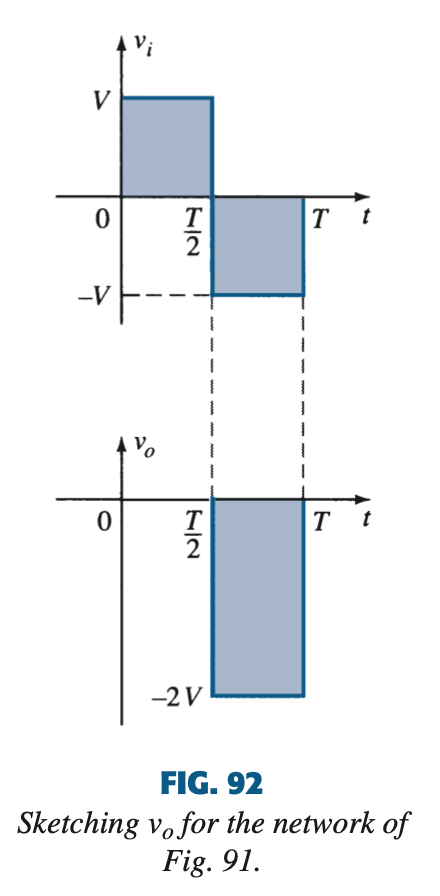 vi
V
0
T/2
T
t
−V
vo
0
T/2
T
t
−2V
FIG. 92
Sketching vo for the network of
Fig. 91.